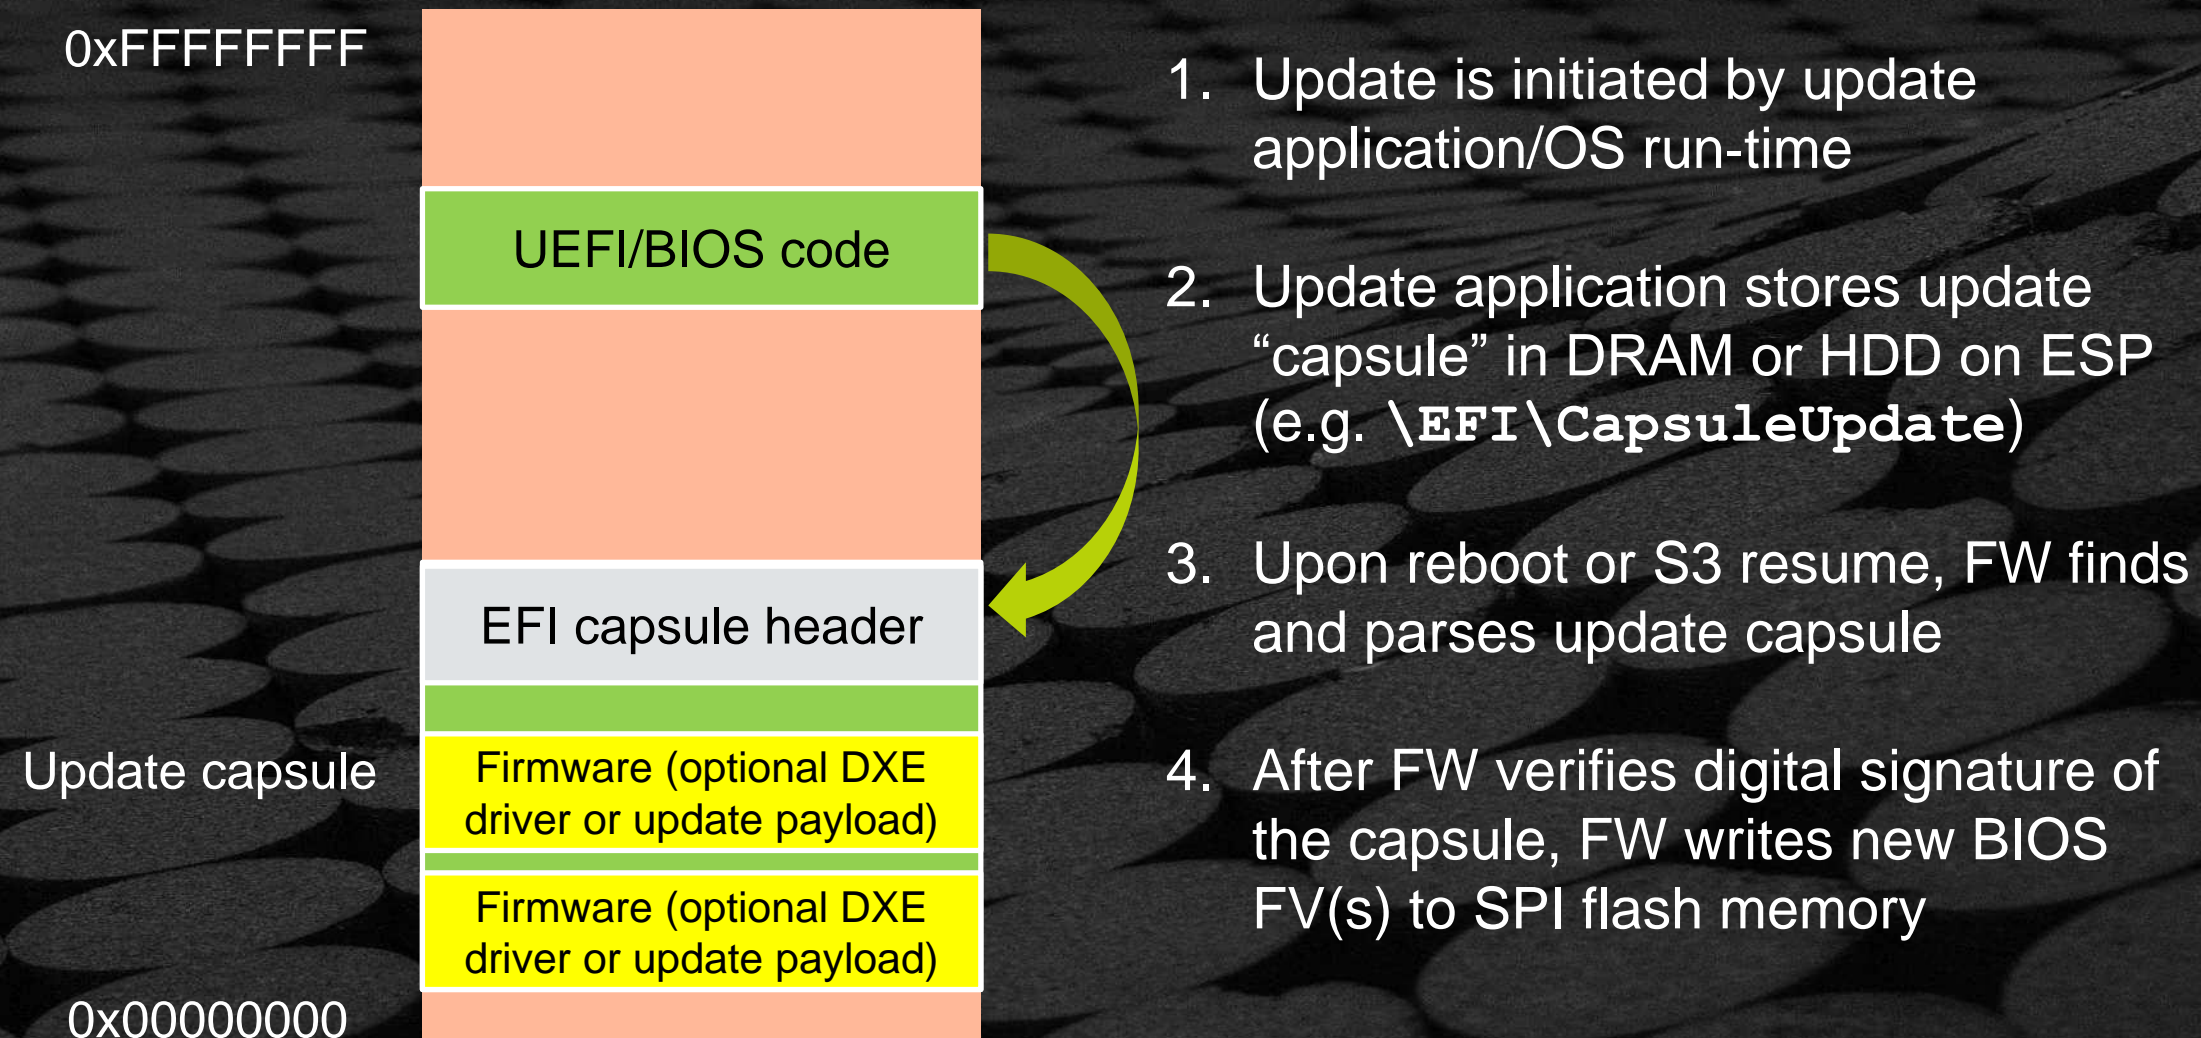 0xFFFFFFFF
UEFI/BIOS code
EFI capsule header
Update capsule
Firmware (optional DXE
driver or update payload)
Firmware (optional DXE
driver or update payload)
0x00000000
1. Update is initiated by update
application/OS run-time
2. Update application stores update
“capsule” in DRAM or HDD on ESP
(e.g. \EFI\CapsuleUpdate)
3. Upon reboot or S3 resume, FW finds
and parses update capsule
4. After FW verifies digital signature of
the capsule, FW writes new BIOS
FV(s) to SPI flash memory